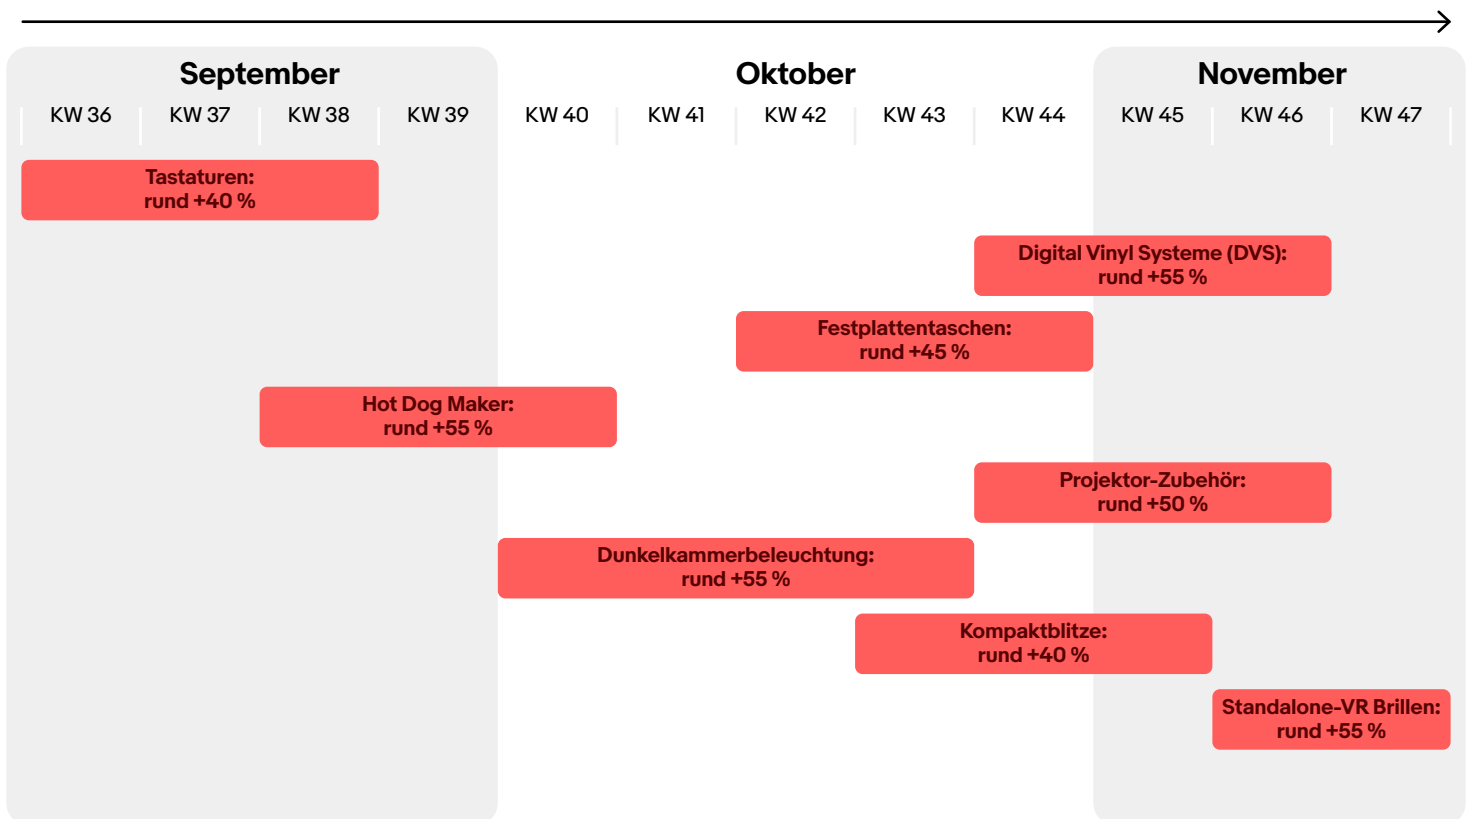 September
Oktober
November
KW 36
KW 37
KW 38
KW 39
KW 40
KW 41
KW 42
KW 43
KW 44
KW 45
KW 46
KW 47
Tastaturen:
rund +40 %
Digital Vinyl Systeme (DVS):
rund +55 %
Festplattentaschen:
rund +45 %
Hot Dog Maker:
rund +55 %
Projektor-Zubehör:
rund +50 %
Dunkelkammerbeleuchtung:
rund +55 %
Kompaktblitze:
rund +40 %
Standalone-VR Brillen:
rund +55 %